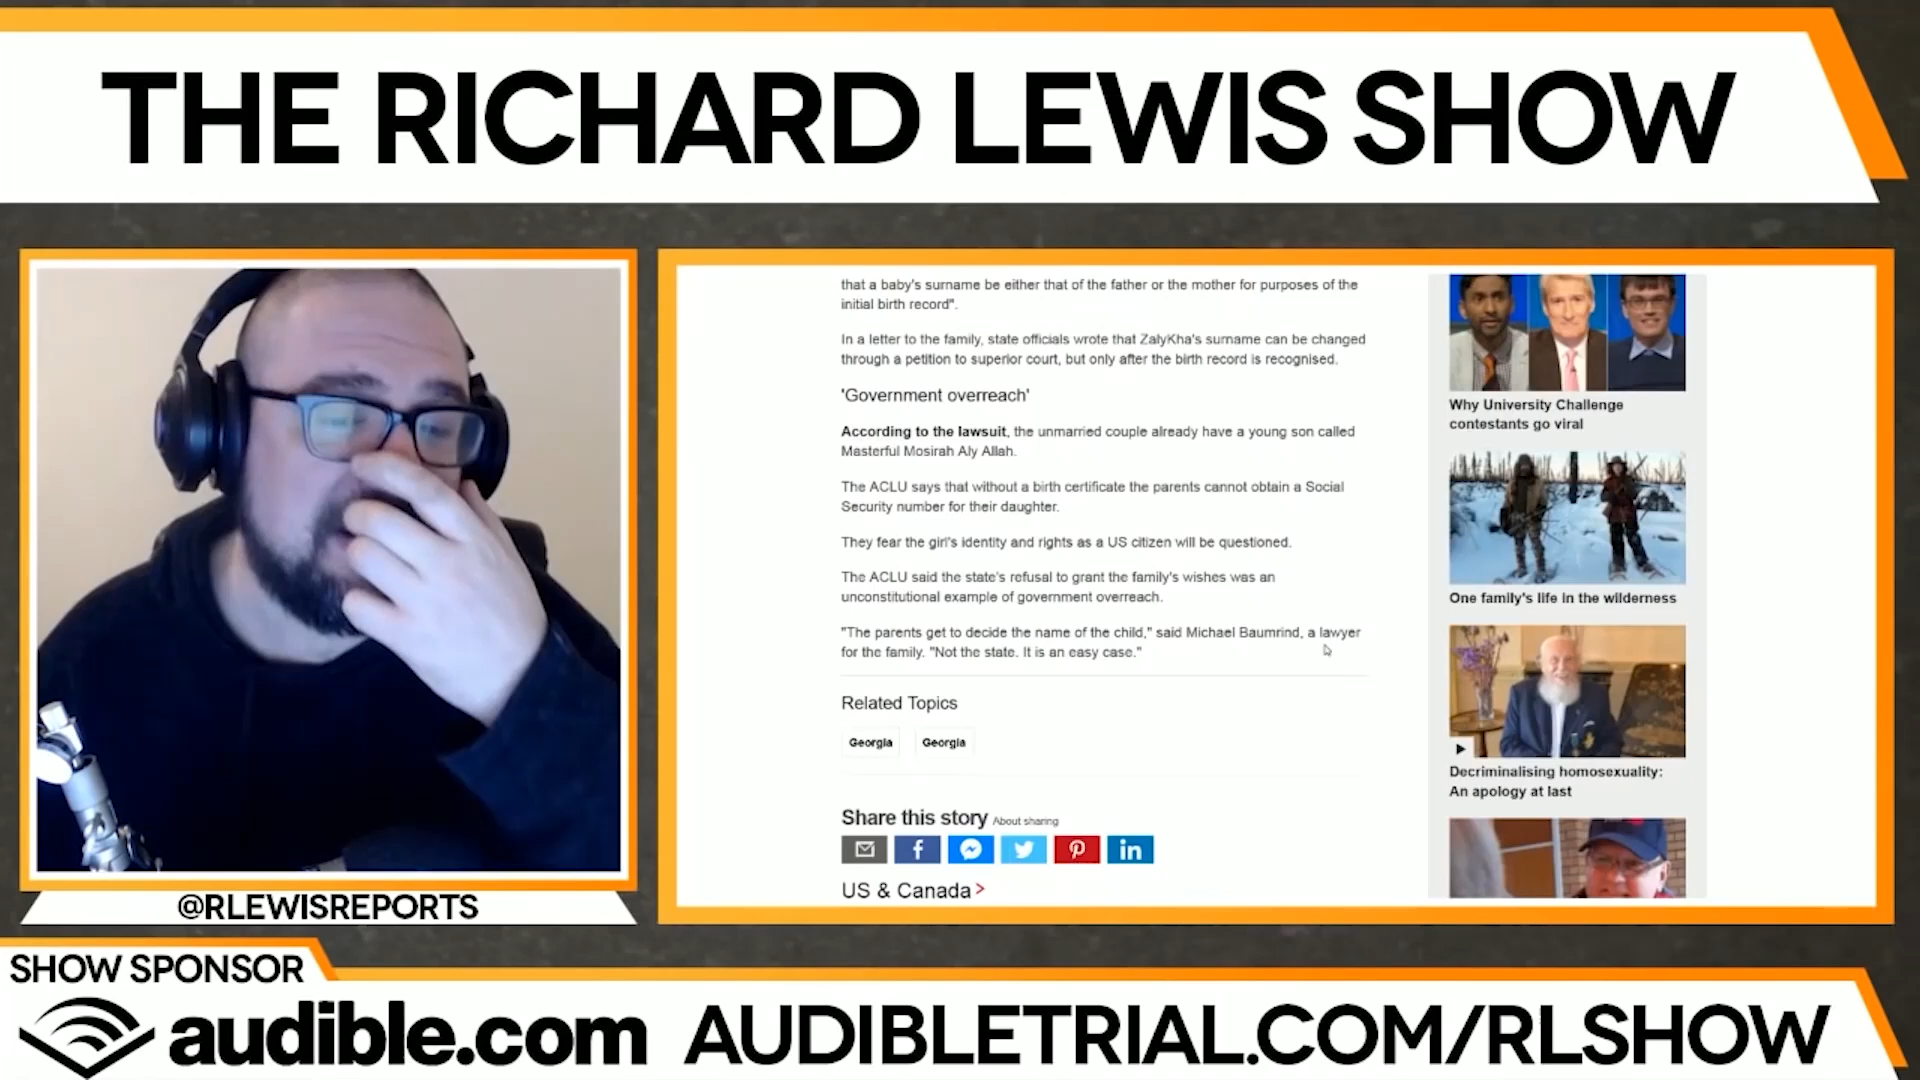 THE RICHARD LEWIS SHOW
that a baby's surname be either that of the father or the mother for purposes of the
initial birth record".
In a letter to the family, state officials wrote that ZalyKha's surname can be changed
through a petition to superior court, but only after the birth record is recognised.
'Government overreach'
According to the lawsuit, the unmarried couple already have a young son called
Masterful Mosirah Aly Allah.
The ACLU says that without a birth certificate the parents cannot obtain a Social
Security number for their daughter.
They fear the girl's identity and rights as a US citizen will be questioned.
The ACLU said the state's refusal to grant the family's wishes was an
unconstitutional example of government overreach.
"The parents get to decide the name of the child," said Michael Baumrind, a lawyer
for the family. "Not the state. It is an easy case."
Related Topics
Georgia Georgia
Share this story About sharing
f in
US & Canada >
Why University Challenge
contestants go viral
One family's life in the wilderness
Decriminalising homosexuality:
An apology at last
@RLEWISREPORTS
SHOW SPONSOR
audible.com AUDIBLETRIAL.COM/RLSHOW